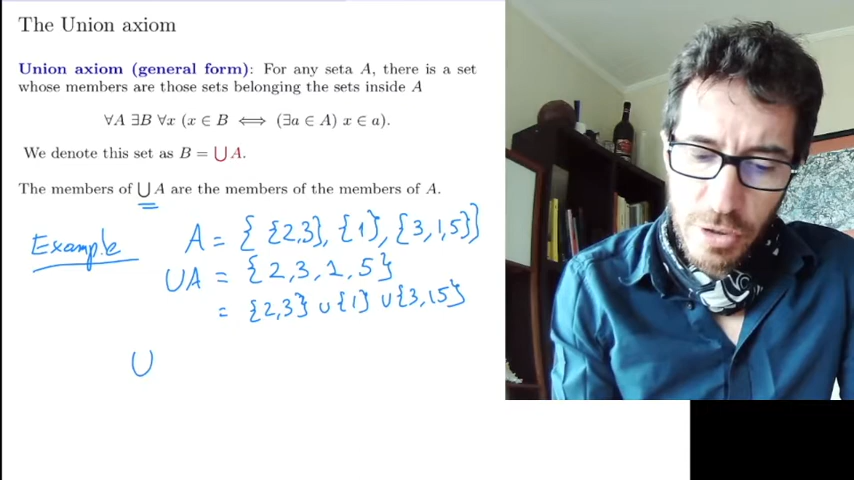 The Union axiom
Union axiom (general form): For any seta A, there is a set
whose members are those sets belonging the sets inside A
∀A ∃B ∀x (x ∈ B ⟺ (∃a ∈ A) x ∈ a).
We denote this set as B = ⋃ A.
The members of ⋃ A are the members of the members of A.
Example A = { {2,3}, {1}, {3,1,5}}
∪A = {2,3,1,5}
= {2,3} ∪ {1} ∪ {3,15}
∪